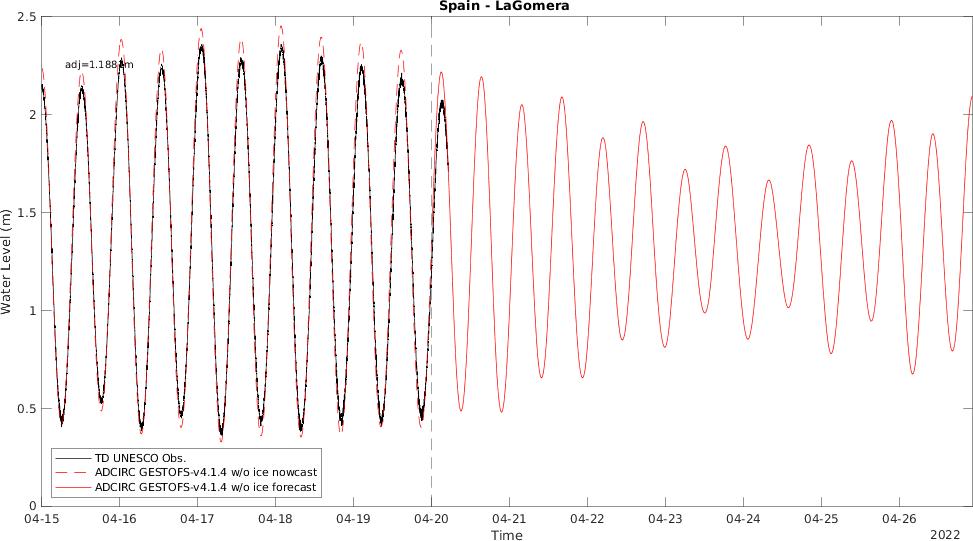 Spain - LaGomera
2.5
2
1.5
1
0.5
0
Water Level (m)
adj=1.188 m
TD UNESCO Obs.
ADCIRC GESTOFS-v4.1.4 w/o ice nowcast
ADCIRC GESTOFS-v4.1.4 w/o ice forecast
04-15 04-16 04-17 04-18 04-19 04-20 04-21 04-22 04-23 04-24 04-25 04-26
Time
2022